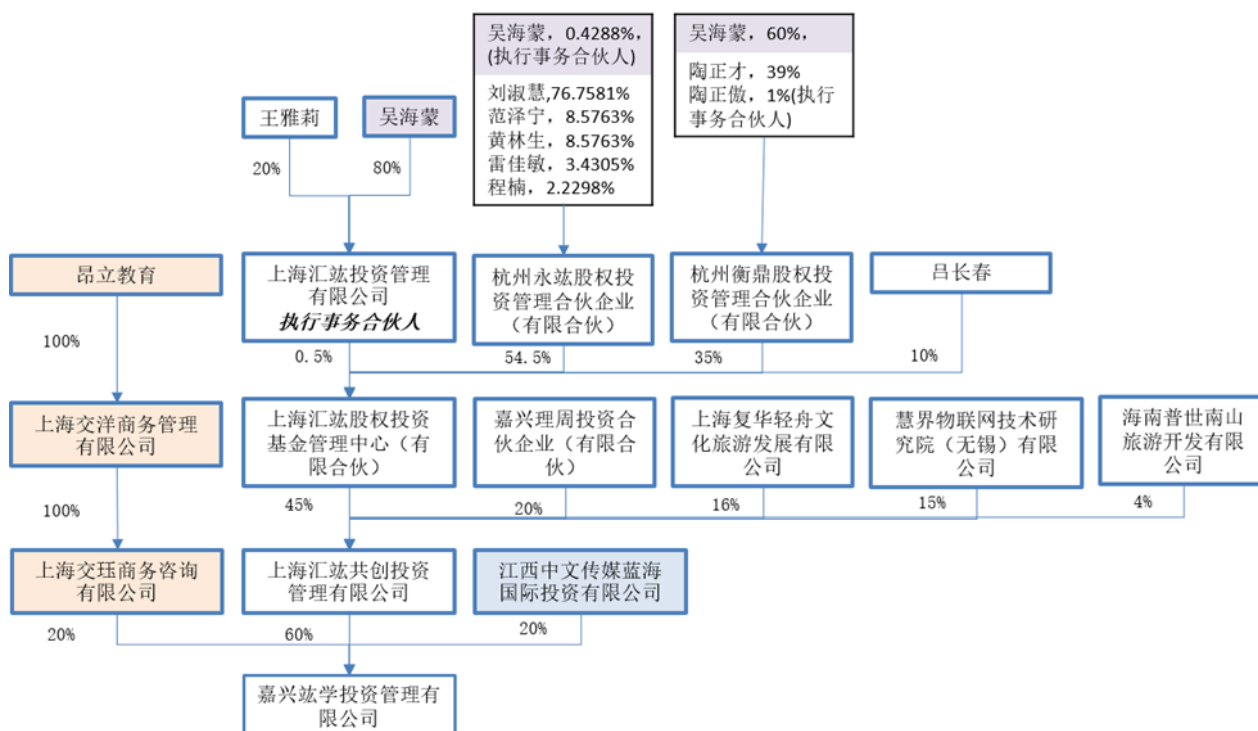 吴海蒙，0.4288%，
(执行事务合伙人)
刘淑慧,76.7581%
范泽宁，8.5763%
黄林生，8.5763%
雷佳敏，3.4305%
程楠，2.2298%
吴海蒙，60%，
陶正才，39%
陶正傲，1%(执行
事务合伙人)
王雅莉
吴海蒙
20%
80%
昂立教育
上海汇竑投资管理
有限公司
执行事务合伙人
杭州永竑股权投
资管理合伙企业
（有限合伙）
杭州衡鼎股权投
资管理合伙企业
（有限合伙）
吕长春
100%
0.5%
54.5%
35%
10%
上海交洋商务管理
有限公司
上海汇竑股权投资
基金管理中心（有
限合伙）
嘉兴理周投资合
伙企业（有限合
伙）
上海复华轻舟文
化旅游发展有限
公司
慧界物联网技术研
究院（无锡）有限
公司
海南普世南山
旅游开发有限
公司
100%
45%
20%
16%
15%
4%
上海交珏商务咨询
有限公司
上海汇竑共创投资
管理有限公司
江西中文传媒蓝海
国际投资有限公司
20%
60%
20%
嘉兴竑学投资管理有
限公司